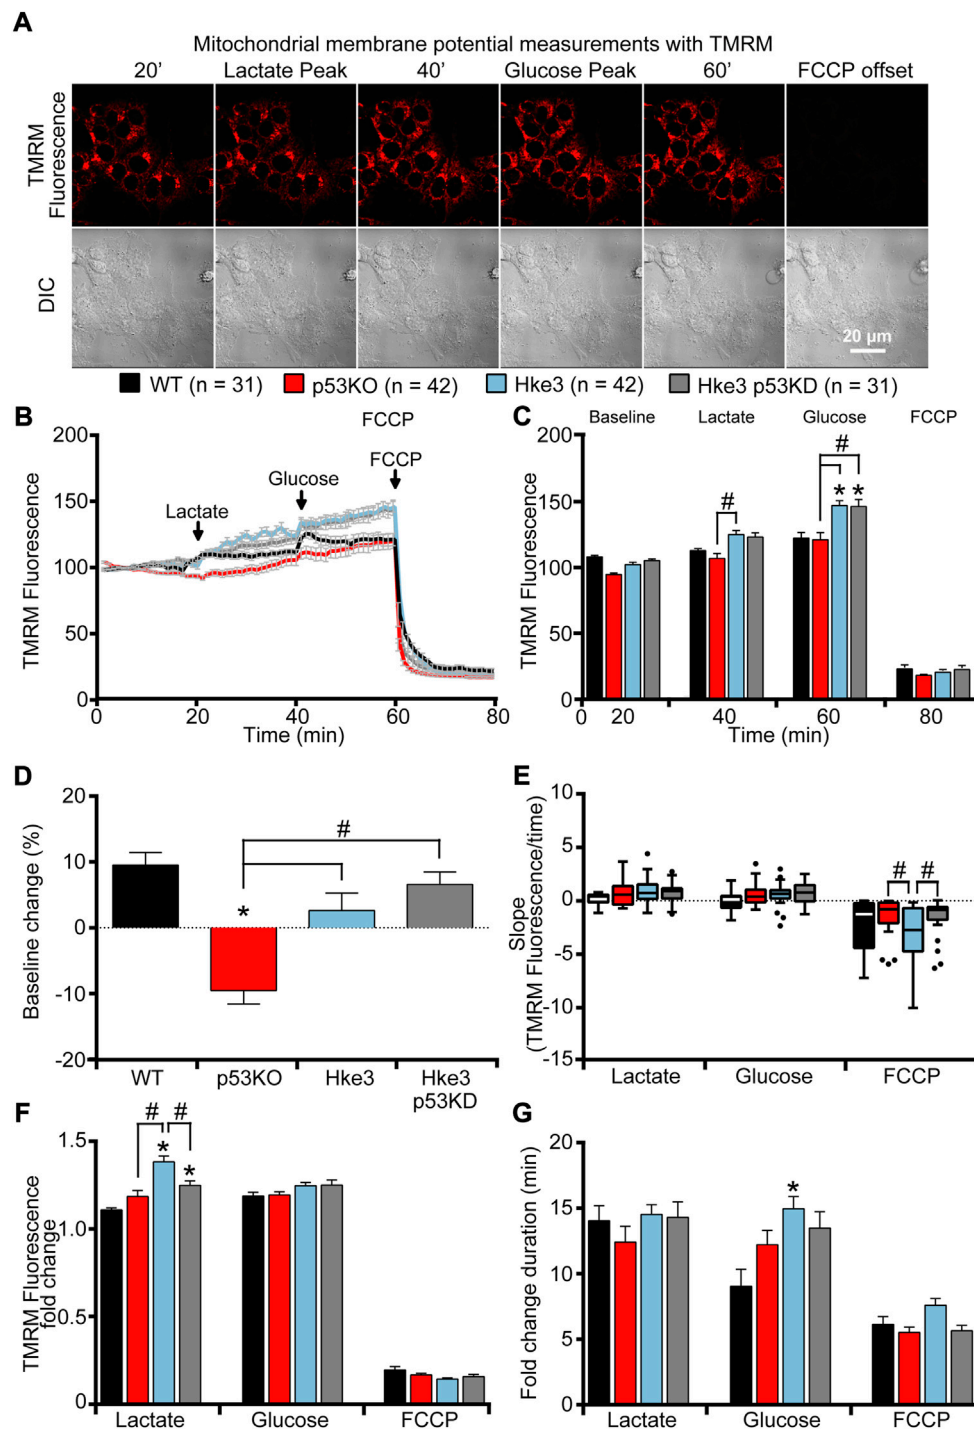 A
Mitochondrial membrane potential measurements with TMRM
20' Lactate Peak 40' Glucose Peak 60' FCCP offset
TMRM
Fluorescence
DIC
20 µm
WT (n = 31) p53KO (n = 42) Hke3 (n = 42) Hke3 p53KD (n = 31)
B
FCCP
TMRM Fluorescence
200
150
100
50
0
Lactate
Glucose
FCCP
0 20 40 60 80
Time (min)
C
Baseline Lactate Glucose FCCP
TMRM Fluorescence
200
150
100
50
0
#
#
* *
0 20 40 60 80
Time (min)
D
Baseline change (%)
20
10
0
-10
-20
#
*
WT p53KO Hke3 Hke3
p53KD
E
Slope
(TMRM Fluorescence/time)
10
5
0
-5
-10
-15
# #
Lactate Glucose FCCP
F
TMRM Fluorescence
fold change
1.5
1.0
0.5
0
# #
*
*
Lactate Glucose FCCP
G
Fold change duration (min)
20
15
10
5
0
*
Lactate Glucose FCCP